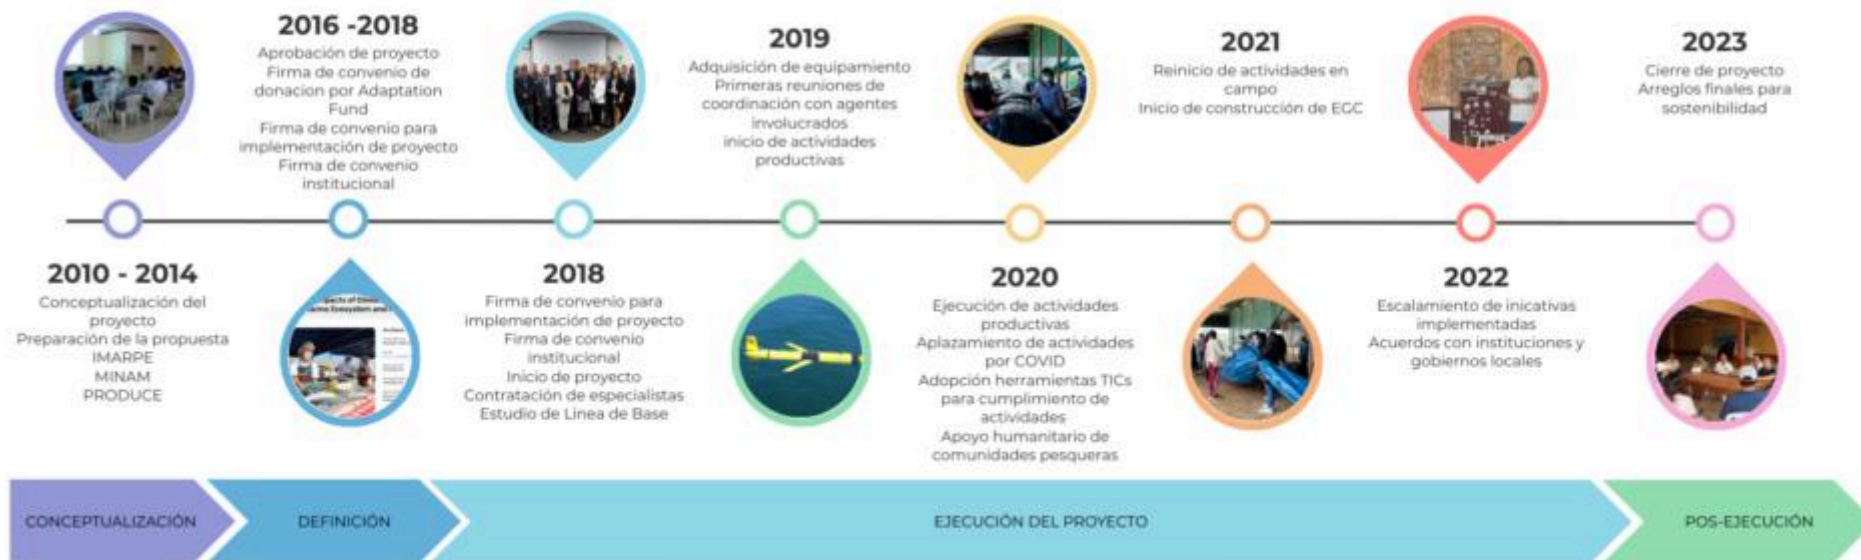 2016 -2018
Aprobación de proyecto
Firma de convenio de
donacion por Adaptation
Fund
Firma de convenio para
implementación de proyecto
Firma de convenio
institucional
2019
Adquisición de equipamiento
Primeras reuniones de
coordinación con agentes
involucrados
inicio de actividades
productivas
2021
Reinicio de actividades en
campo
Inicio de construcción de EGC
2023
Cierre de proyecto
Arreglos finales para
sostenibilidad
2010 - 2014
Conceptualización del
proyecto
Preparación de la propuesta
IMARPE
MINAM
PRODUCE
2018
Firma de convenio para
implementación de proyecto
Firma de convenio
institucional
Inicio de proyecto
Contratación de especialistas
Estudio de Linea de Base
2020
Ejecución de actividades
productivas
Aplazamiento de actividades
por COVID
Adopción herramientas TICs
para cumplimiento de
actividades
Apoyo humanitario de
comunidades pesqueras
2022
Escalamiento de inicativas
implementadas
Acuerdos con instituciones y
gobiernos locales
Ecosystem and
CONCEPTUALIZACIÓN
DEFINICIÓN
EJECUCIÓN DEL PROYECTO
POS-EJECUCIÓN